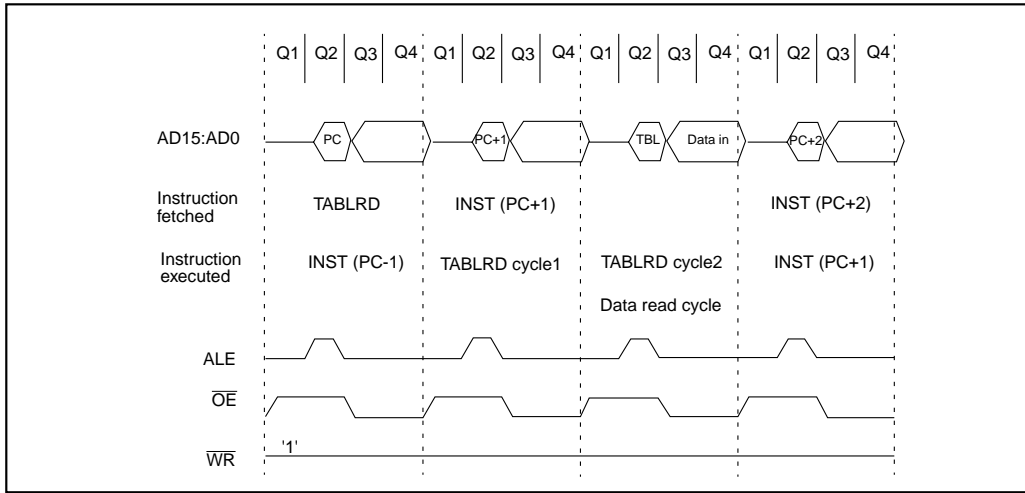 Q1 Q2 Q3 Q4 Q1 Q2 Q3 Q4 Q1 Q2 Q3 Q4 Q1 Q2 Q3 Q4
AD15:AD0 PC PC+1 TBL Data in PC+2
Instruction fetched TABLRD INST (PC+1) INST (PC+2)
Instruction executed INST (PC-1) TABLRD cycle1 TABLRD cycle2 INST (PC+1)
Data read cycle
ALE
OE
'1'
WR